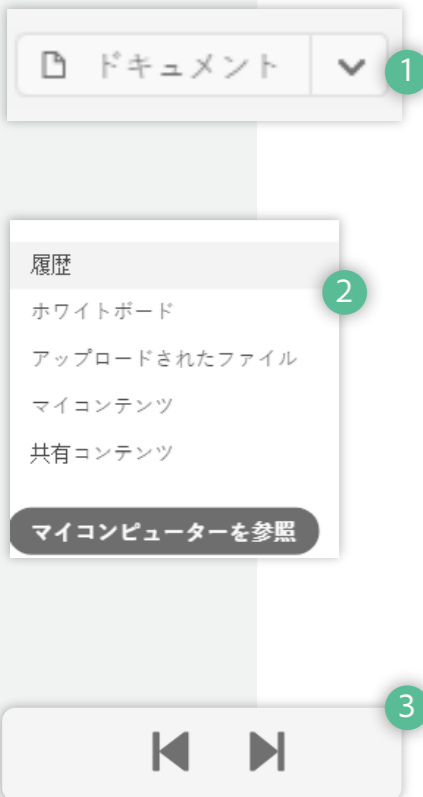 ドキュメント
1
履歴
2
ホワイトボード
アップロードされたファイル
マイコンテンツ
共有コンテンツ
マイコンピューターを参照
3